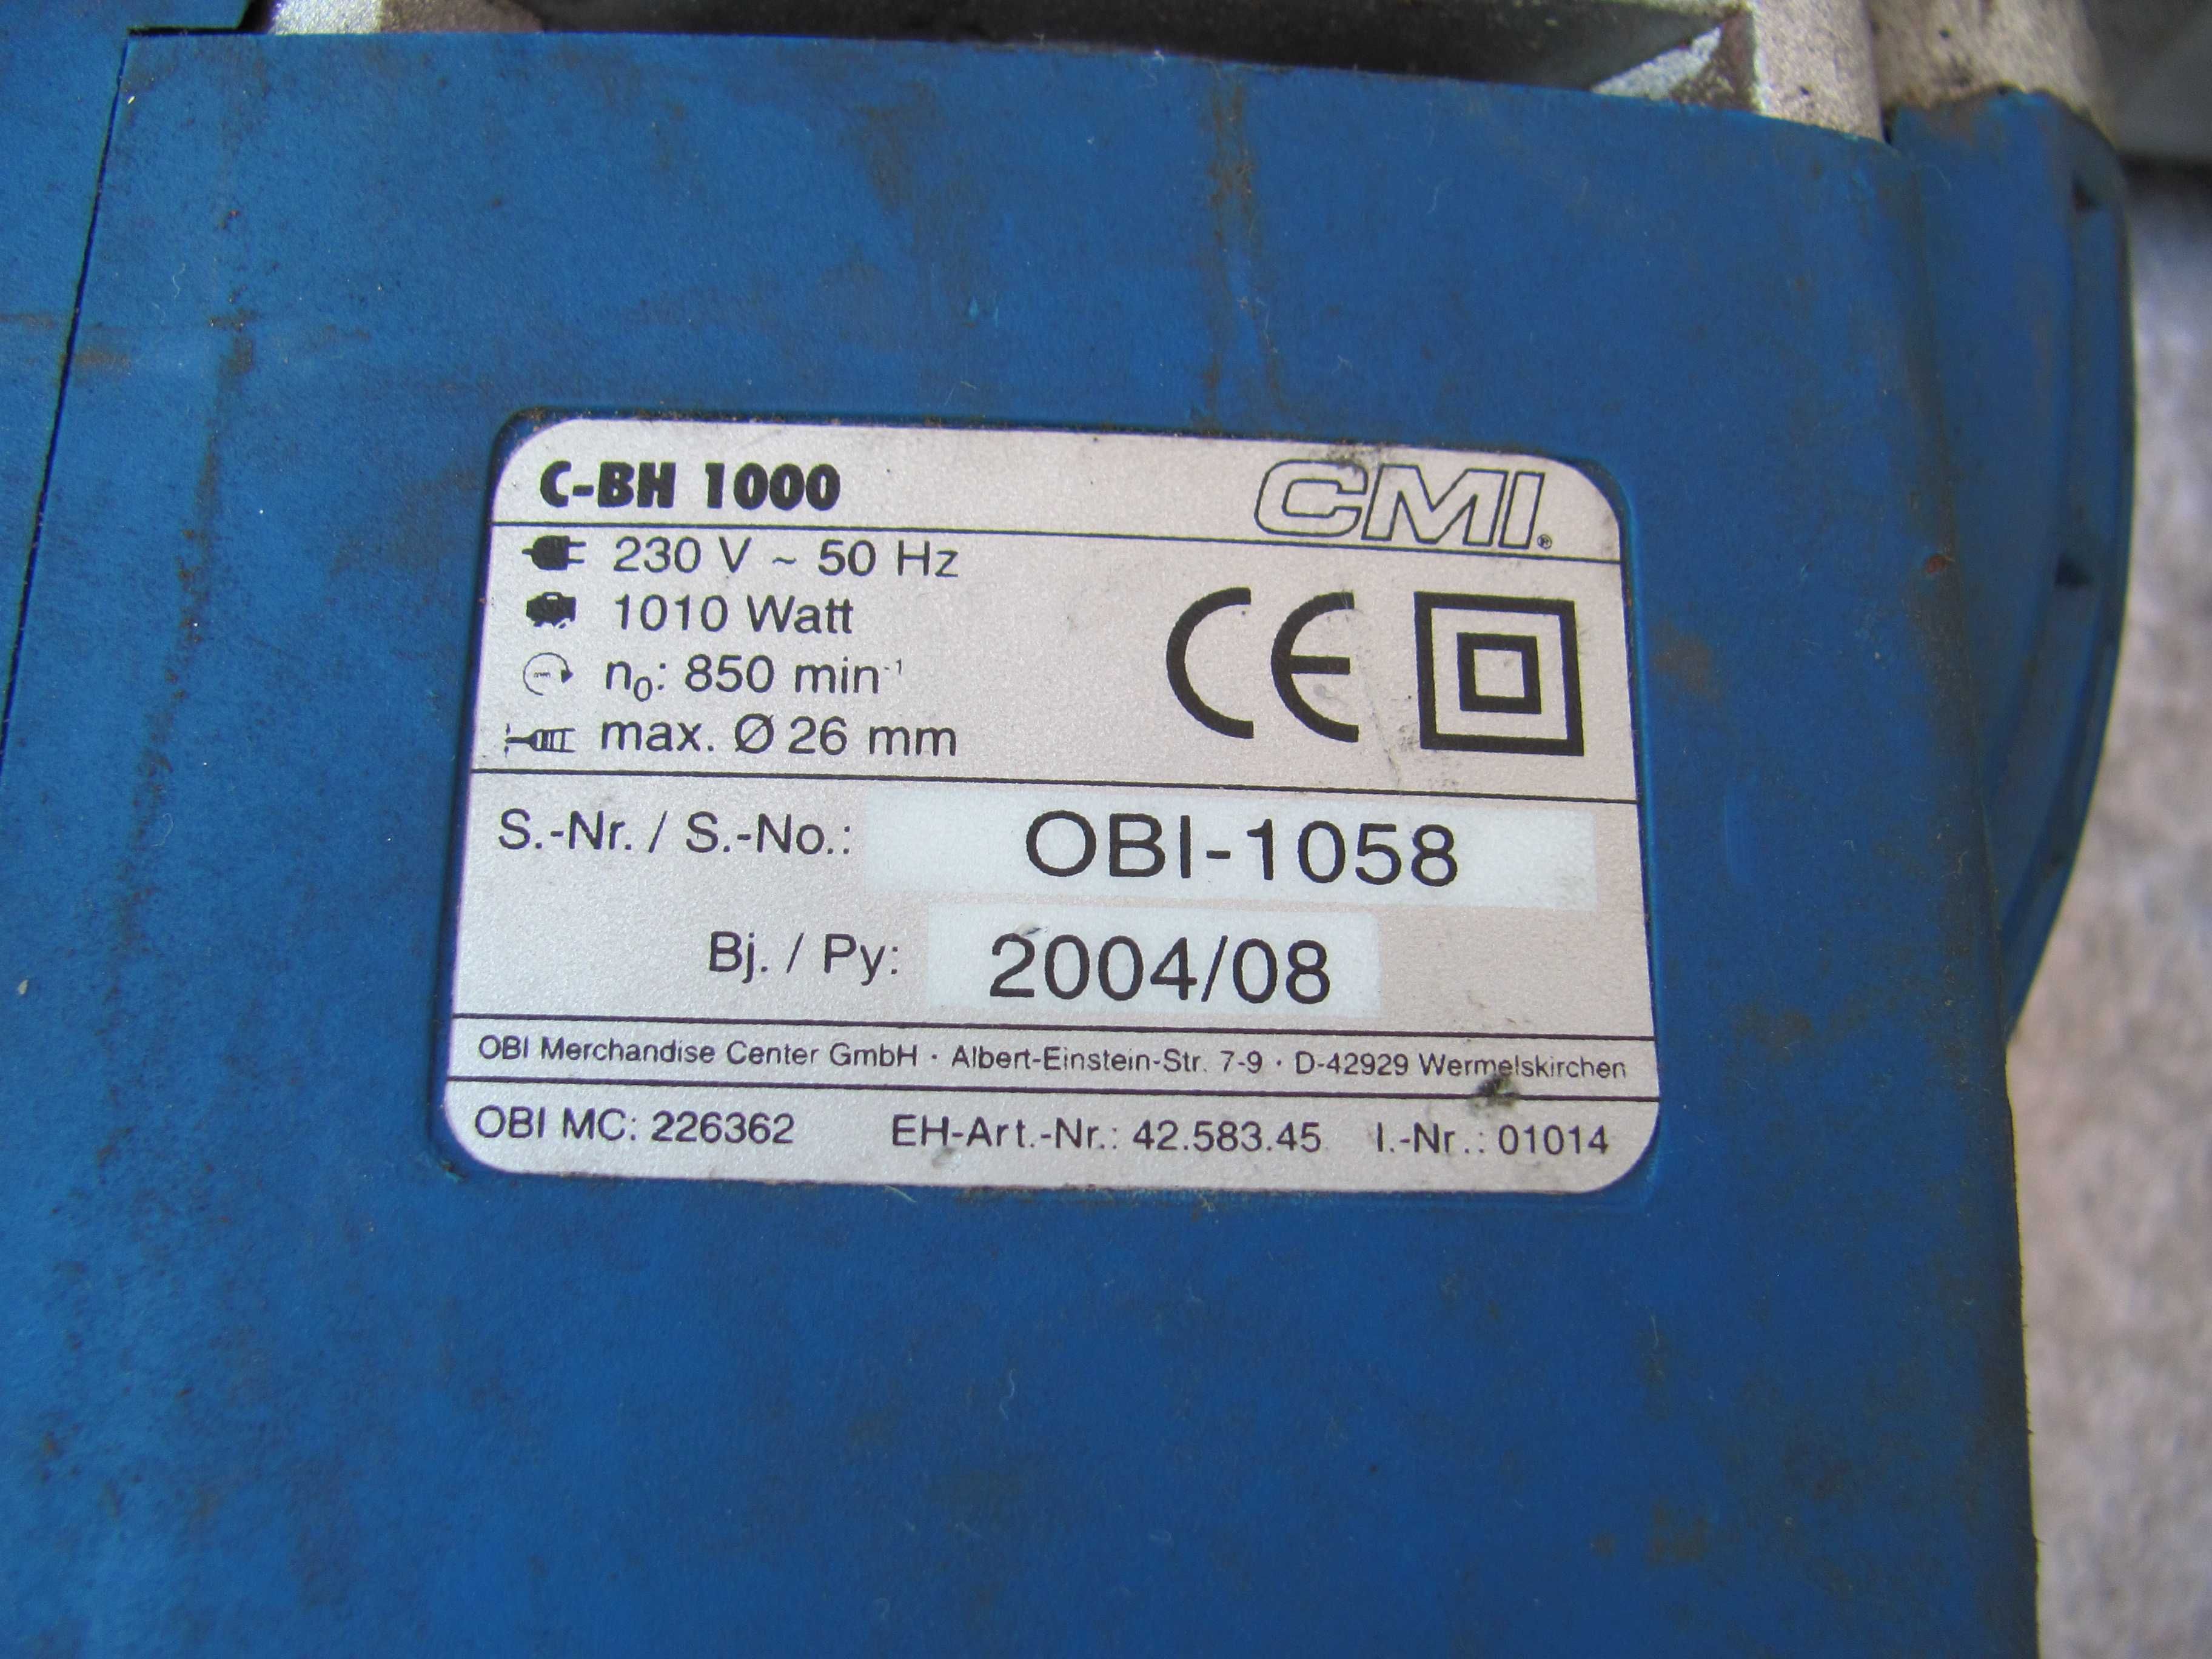 C-BH 1000 CMI®
230 V ~ 50 Hz
1010 Watt
n₀: 850 min⁻¹
max. Ø 26 mm
CE
S.-Nr. / S.-No.: OBI-1058
Bj. / Py: 2004/08
OBI Merchandise Center GmbH · Albert-Einstein-Str. 7-9 · D-42929 Wermelskirchen
OBI MC: 226362 EH-Art.-Nr.: 42.583.45 I.-Nr.: 01014